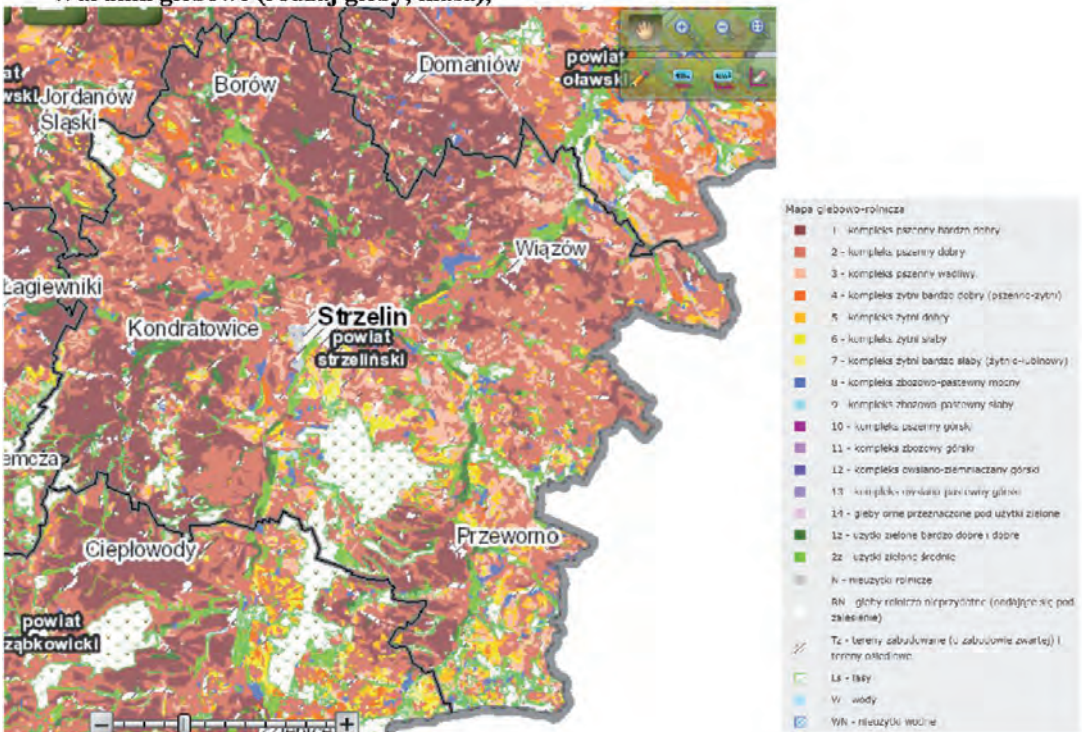 Domaniów
powiat
oławski
Borów
Jordanów
Śląski
Wiązów
Łagiewniki
Strzelin
powiat
strzeliński
Kondratowice
Przeworno
Ciepłowody
powiat
ząbkowicki
Mapa glebowo-rolnicza
1 - kompleks pszenny bardzo dobry
2 - kompleks pszenny dobry
3 - kompleks pszenny wadliwy
4 - kompleks żytni bardzo dobry (pszenno-żytni)
5 - kompleks żytni dobry
6 - kompleks żytni słaby
7 - kompleks żytni bardzo słaby (żytnio-łubinowy)
8 - kompleks zbożowo-pastewny mocny
9 - kompleks zbożowo-pastewny słaby
10 - kompleks pszenny górski
11 - kompleks zbożowy górski
12 - kompleks owsiano-ziemniaczany górski
13 - kompleks owsiano-pastewny górski
14 - gleby orne przeznaczone pod użytki zielone
1z - użytki zielone bardzo dobre i dobre
2z - użytki zielone średnie
N - nieużytki rolnicze
RN - gleby rolniczo nieprzydatne (nadające się pod
zalesienie)
Tz - tereny zabudowane (o zabudowie zwartej) i
tereny osiedlowe
Ls - lasy
W - wody
WN - nieużytki wodne